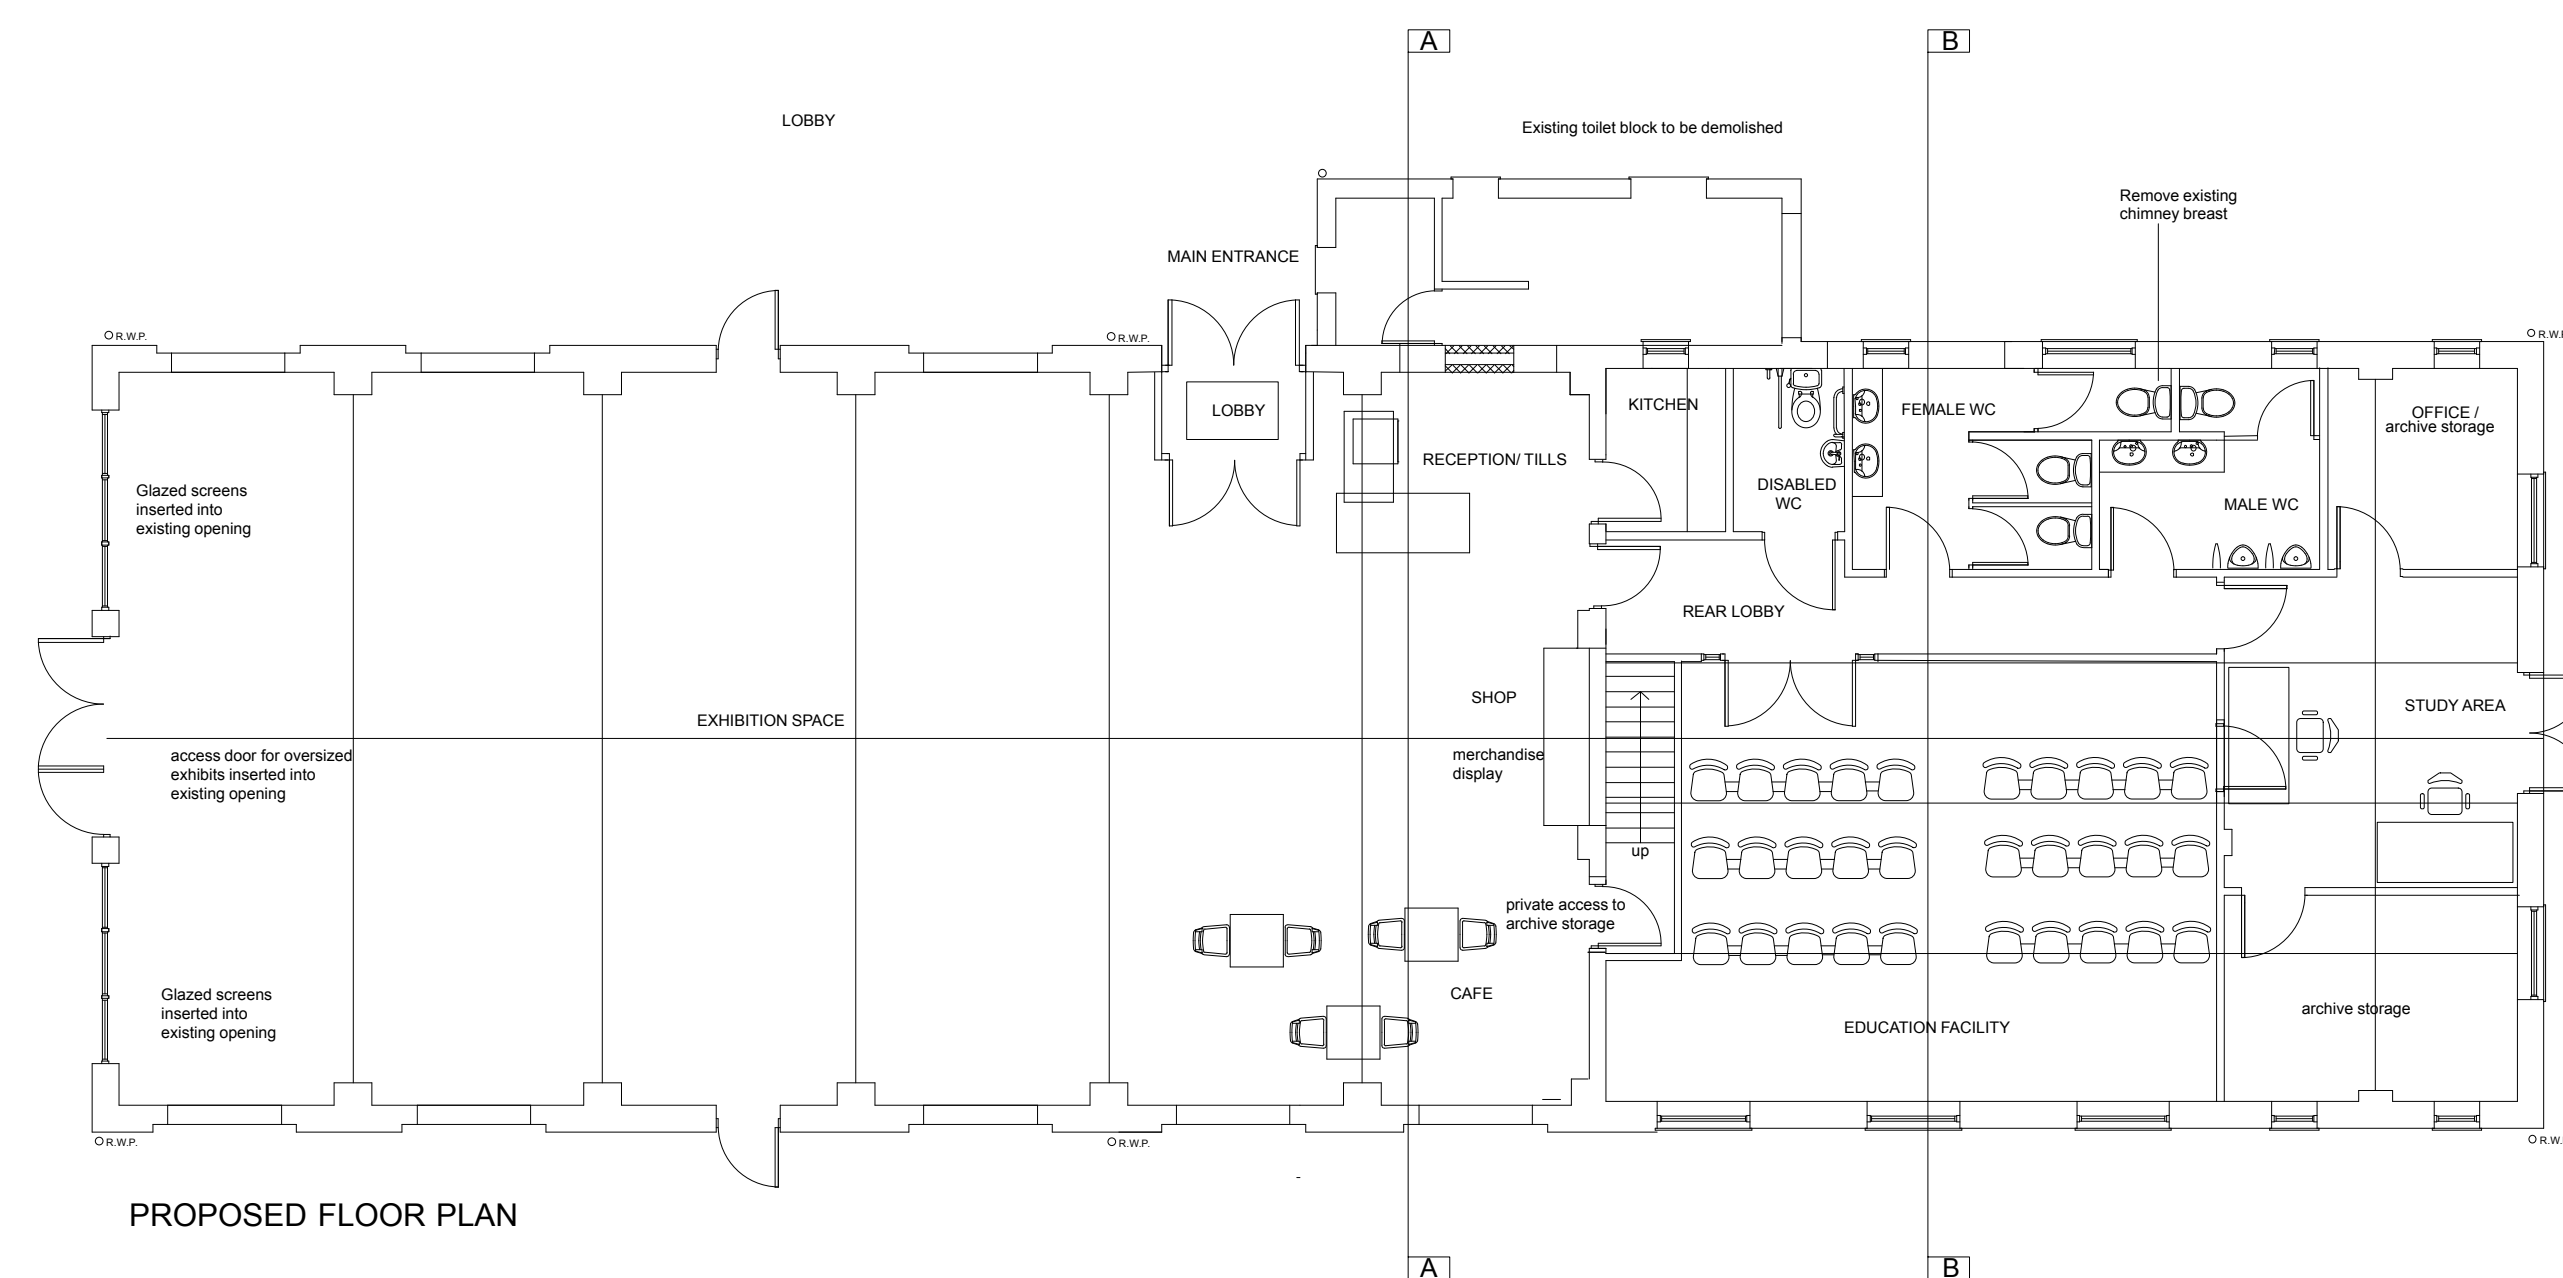 A
B
LOBBY
Existing toilet block to be demolished
Remove existing
chimney breast
MAIN ENTRANCE
R.W.P.
R.W.P.
LOBBY
KITCHEN
FEMALE WC
OFFICE /
archive storage
RECEPTION/ TILLS
DISABLED
WC
MALE WC
Glazed screens
inserted into
existing opening
REAR LOBBY
SHOP
STUDY AREA
EXHIBITION SPACE
access door for oversized
exhibits inserted into
existing opening
merchandise
display
up
private access to
archive storage
Glazed screens
inserted into
existing opening
CAFE
archive storage
EDUCATION FACILITY
R.W.P.
R.W.P.
PROPOSED FLOOR PLAN
A
B